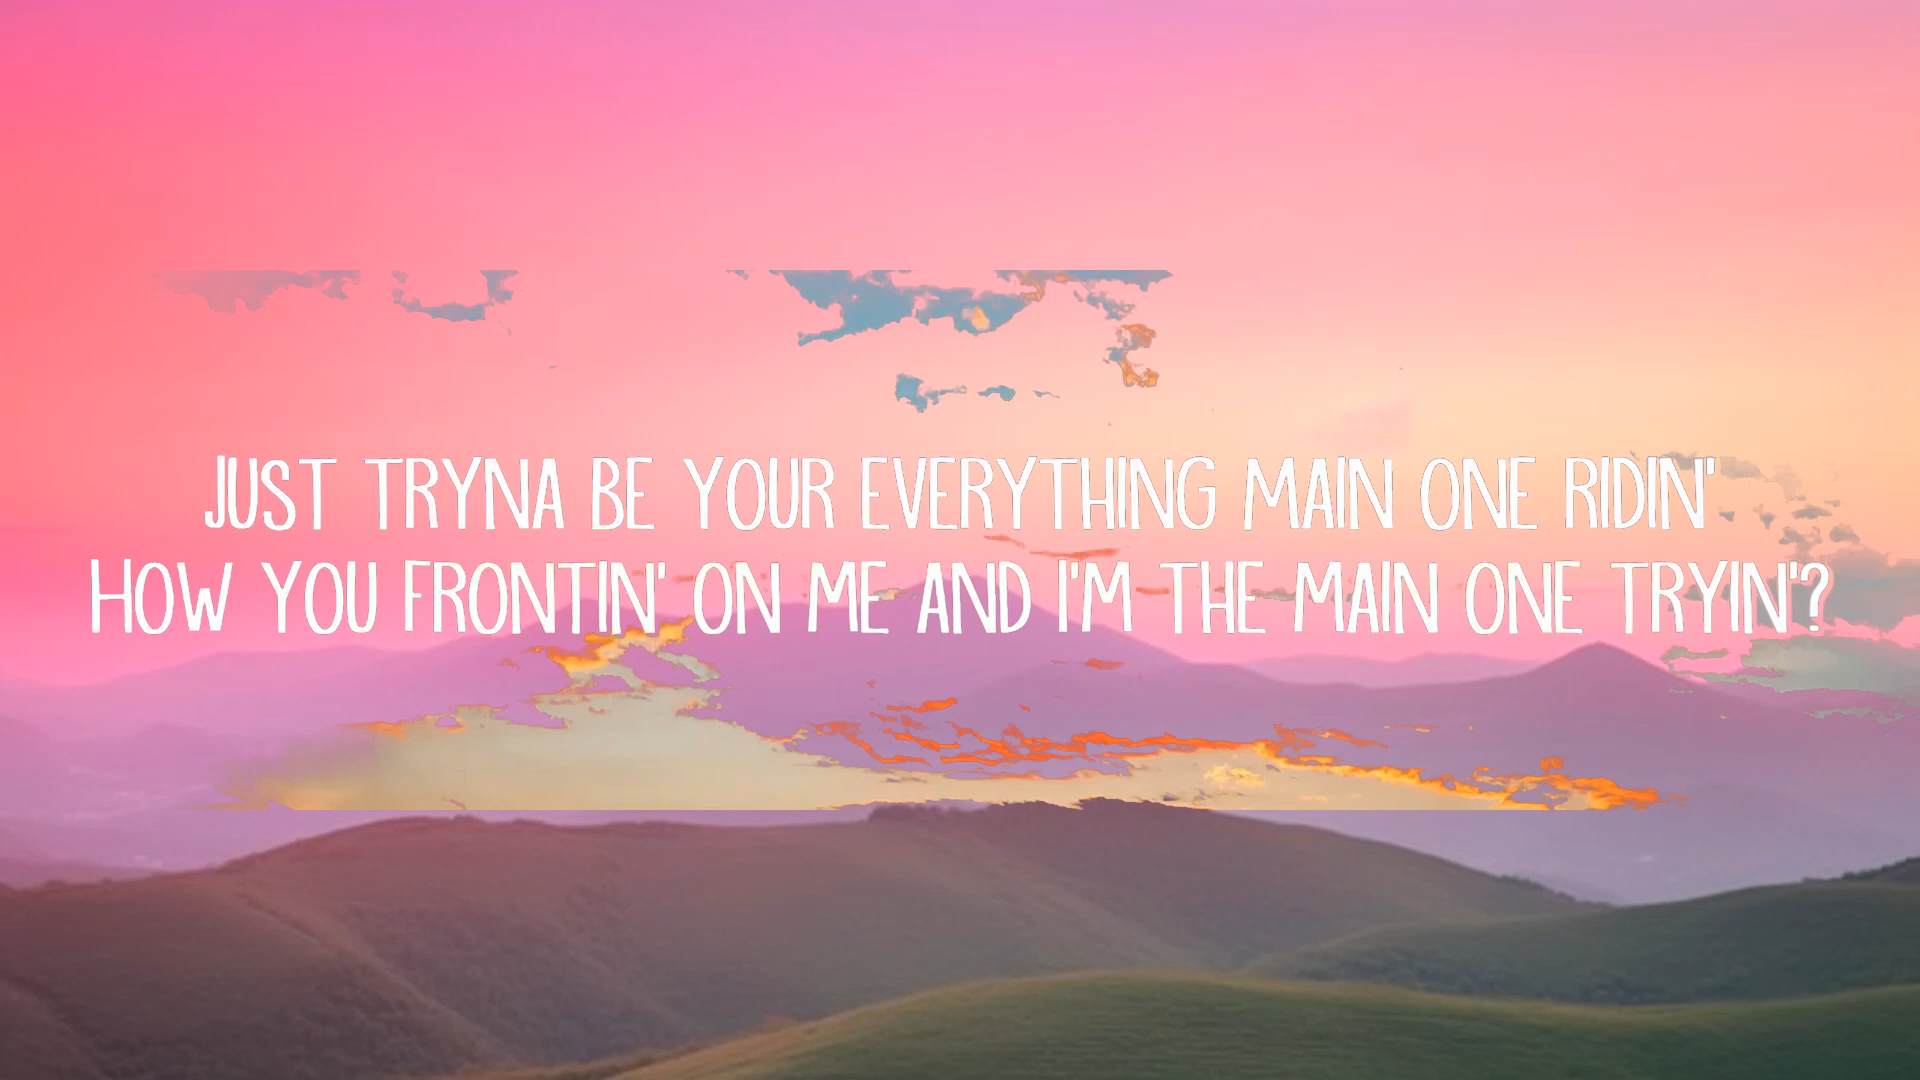 JUST TRYNA BE YOUR EVERYTHING MAIN ONE RIDIN'
HOW YOU FRONTIN' ON ME AND I'M THE MAIN ONE TRYIN'?